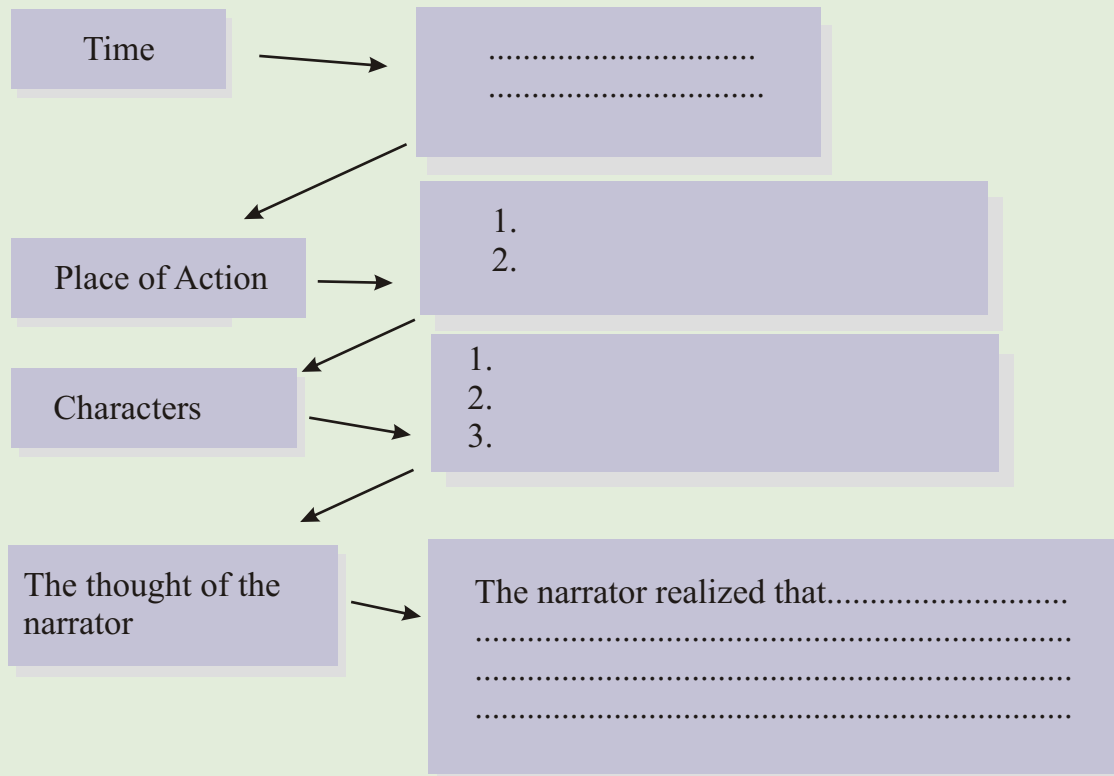 Time
...............................
................................
Place of Action
1.
2.
Characters
1.
2.
3.
The thought of the
narrator
The narrator realized that............................
.....................................................................
.....................................................................
.....................................................................